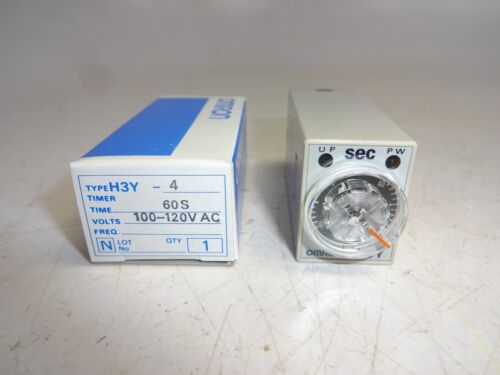 omron
TYPE H3Y - 4
TIMER
TIME 60S
VOLTS 100-120V AC
FREQ.
N LOT No. QTY 1
UP sec PW